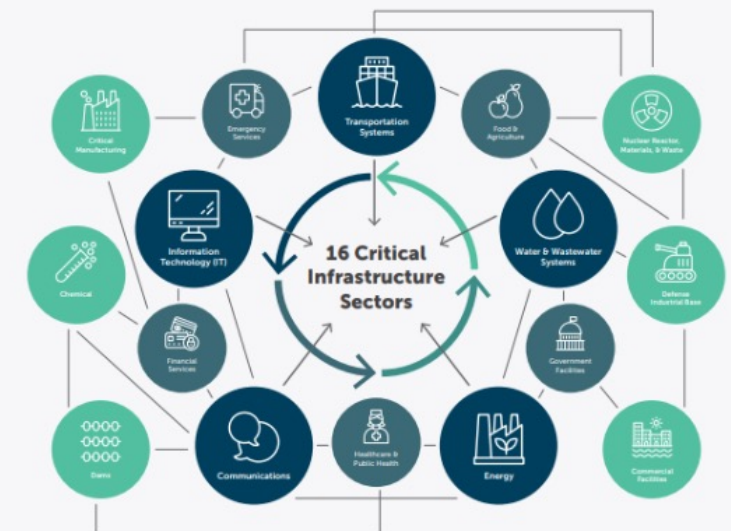 Transportation
Systems
Emergency
Services
Food &
Agriculture
Critical
Manufacturing
Nuclear Reactor,
Materials, & Waste
Information
Technology (IT)
16 Critical
Infrastructure
Sectors
Water & Wastewater
Systems
Chemical
Defense
Industrial Base
Financial
Services
Government
Facilities
Dams
Communications
Healthcare &
Public Health
Energy
Commercial
Facilities